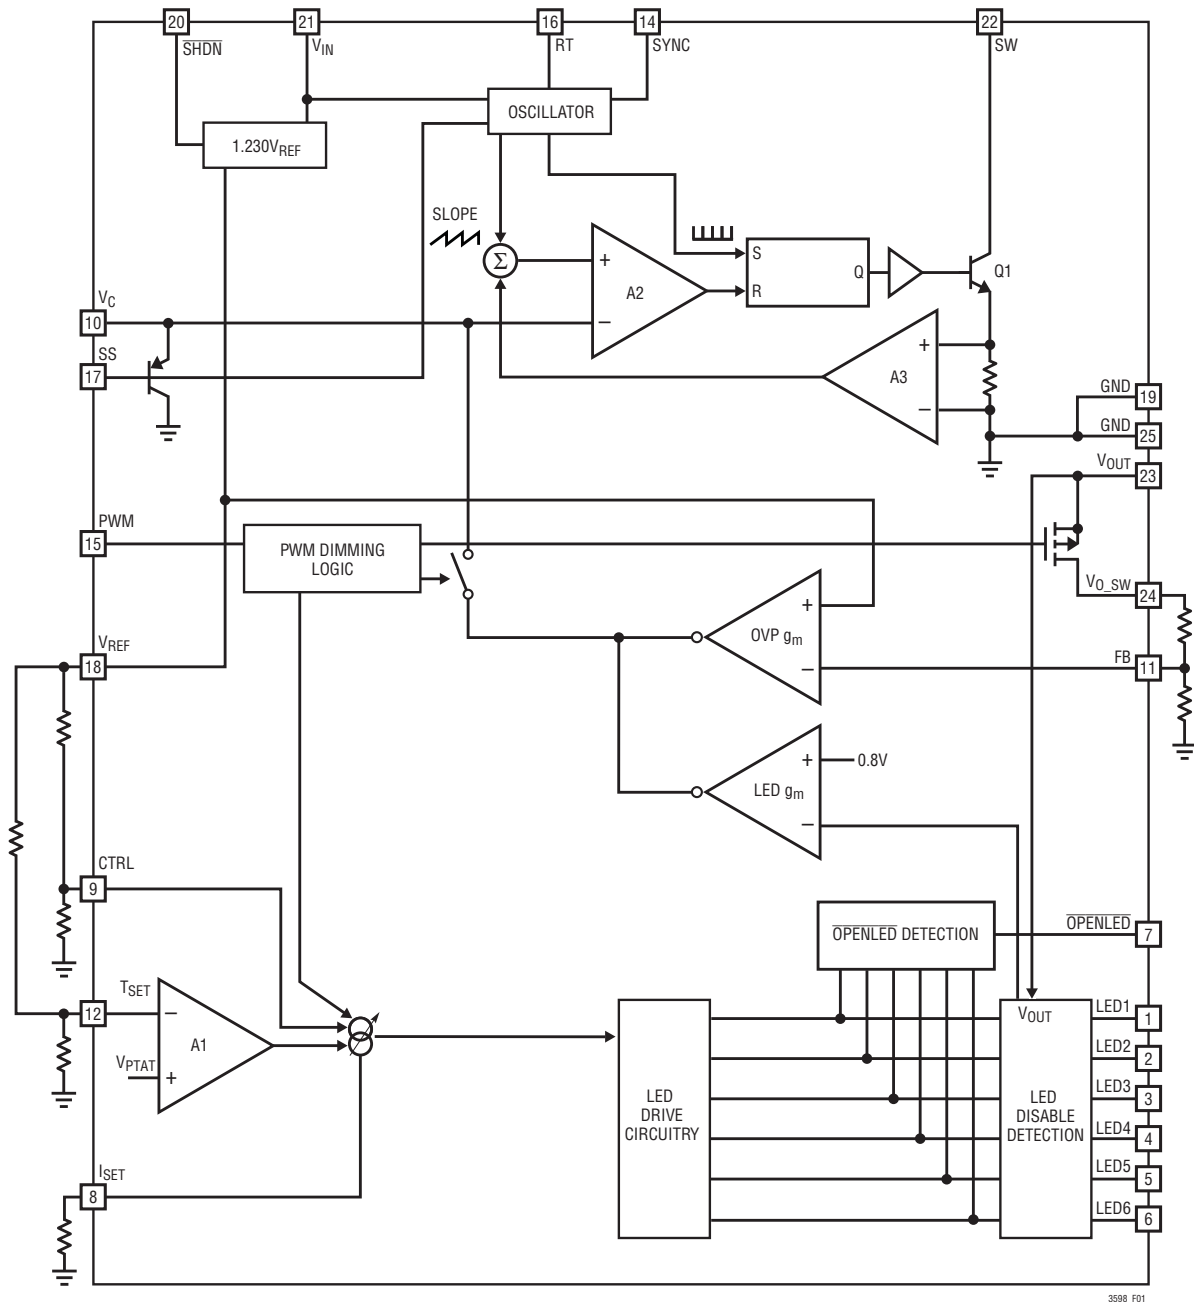 20
21
16
14
22
SHDN
VIN
RT
SYNC
SW
OSCILLATOR
1.230VREF
SLOPE
Σ
+
A2
−
S
R
Q
Q1
VC
10
SS
17
+
A3
−
GND
19
GND
25
VOUT
23
PWM
15
PWM DIMMING
LOGIC
VO_SW
24
+
OVP gm
−
FB
11
VREF
18
+
0.8V
LED gm
−
CTRL
9
OPENLED DETECTION
OPENLED
7
TSET
12
−
A1
VPTAT
+
VOUT
LED1
1
LED2
2
LED3
3
LED4
4
LED5
5
LED6
6
LED
DRIVE
CIRCUITRY
LED
DISABLE
DETECTION
ISET
8
3598 F01